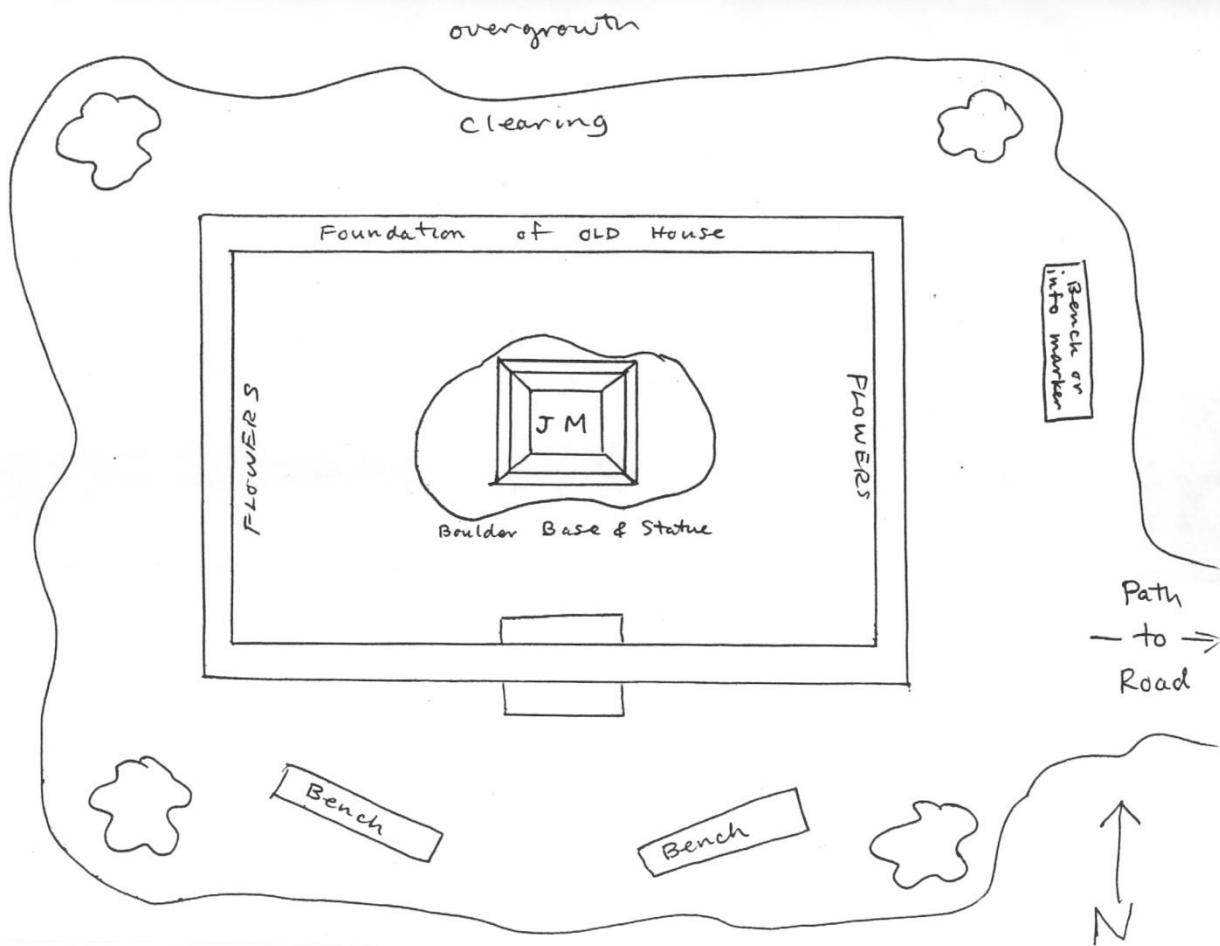 overgrowth
Clearing
Foundation of OLD House
Bench or
info marker
FLOWERS
JM
FLOWERS
Boulder Base & Statue
Path
to
Road
Bench
Bench
N